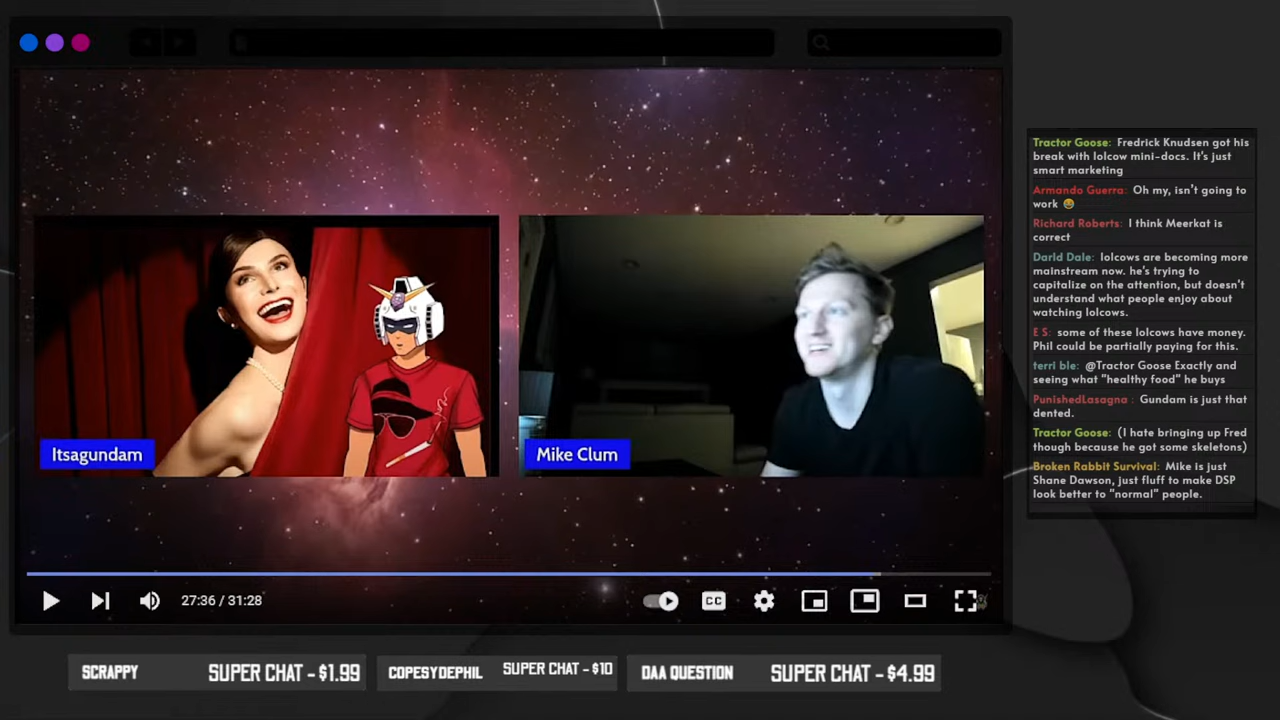 Itsagundam
Mike Clum
27:36 / 31:28
CC
Tractor Goose: Fredrick Knudsen got his
break with lolcow mini-docs. It's just
smart marketing
Armando Guerra: Oh my, isn't going to
work 😅
Richard Roberts: I think Meerkat is
correct
Darld Dale: lolcows are becoming more
mainstream now. he's trying to
capitalize on the attention, but doesn't
understand what people enjoy about
watching lolcows.
E S: some of these lolcows have money.
Phil could be partially paying for this.
terri ble: @Tractor Goose Exactly and
seeing what "healthy food" he buys
PunishedLasagna : Gundam is just that
dented.
Tractor Goose: (I hate bringing up Fred
though because he got some skeletons)
Broken Rabbit Survival: Mike is just
Shane Dawson, just fluff to make DSP
look better to "normal" people.
SCRAPPY SUPER CHAT - $1.99
COPESYDEPHIL SUPER CHAT - $10
DAA QUESTION SUPER CHAT - $4.99